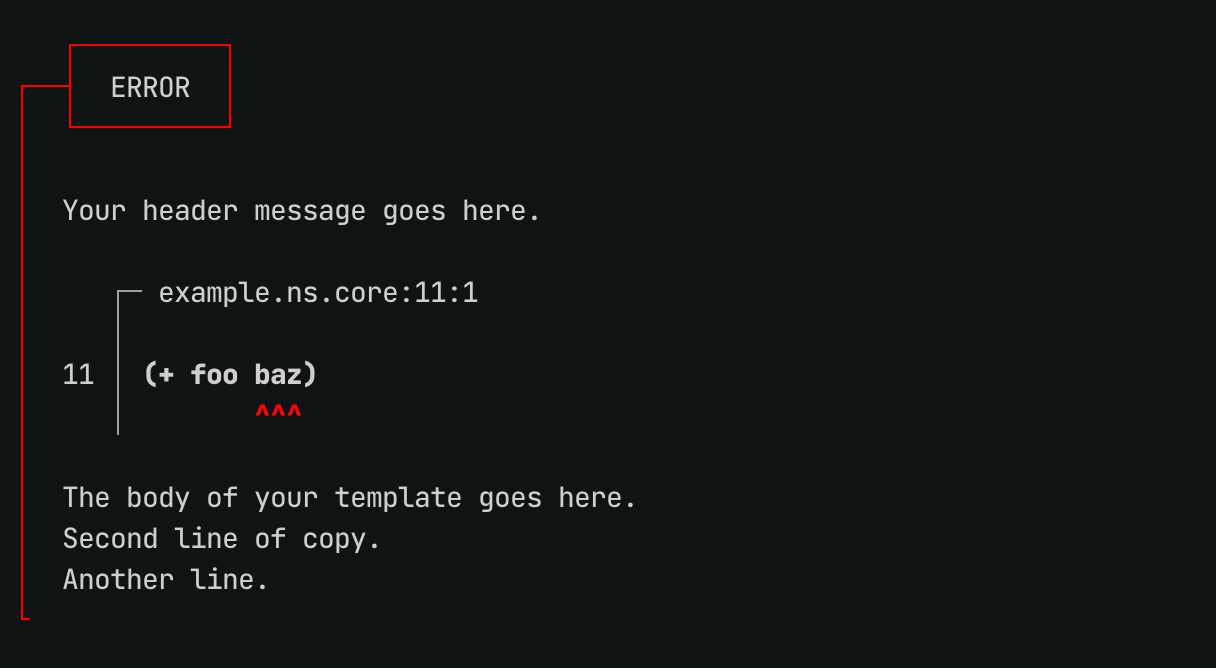 ERROR
Your header message goes here.
example.ns.core:11:1
11 (+ foo baz)
^^^
The body of your template goes here.
Second line of copy.
Another line.